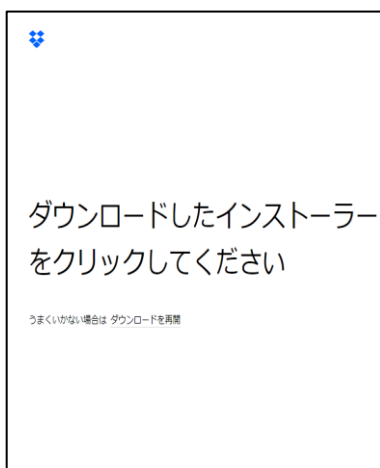 ダウンロードしたインストーラー
をクリックしてください
うまくいかない場合は ダウンロードを再開